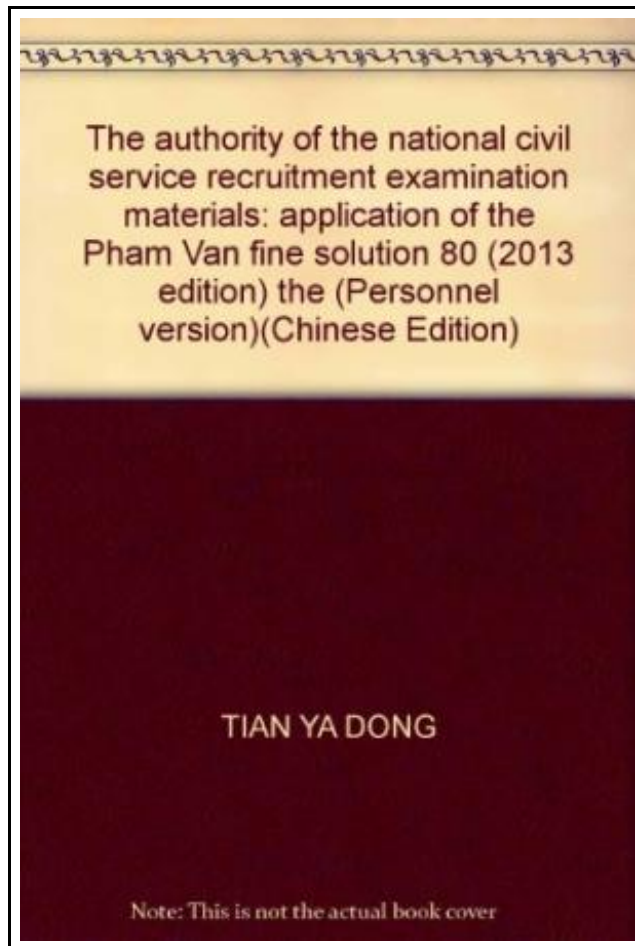 The authority of the national civil
service recruitment examination
materials: application of the
Pham Van fine solution 80 (2013
edition) the (Personnel
version)(Chinese Edition)
TIAN YA DONG
Note: This is not the actual book cover